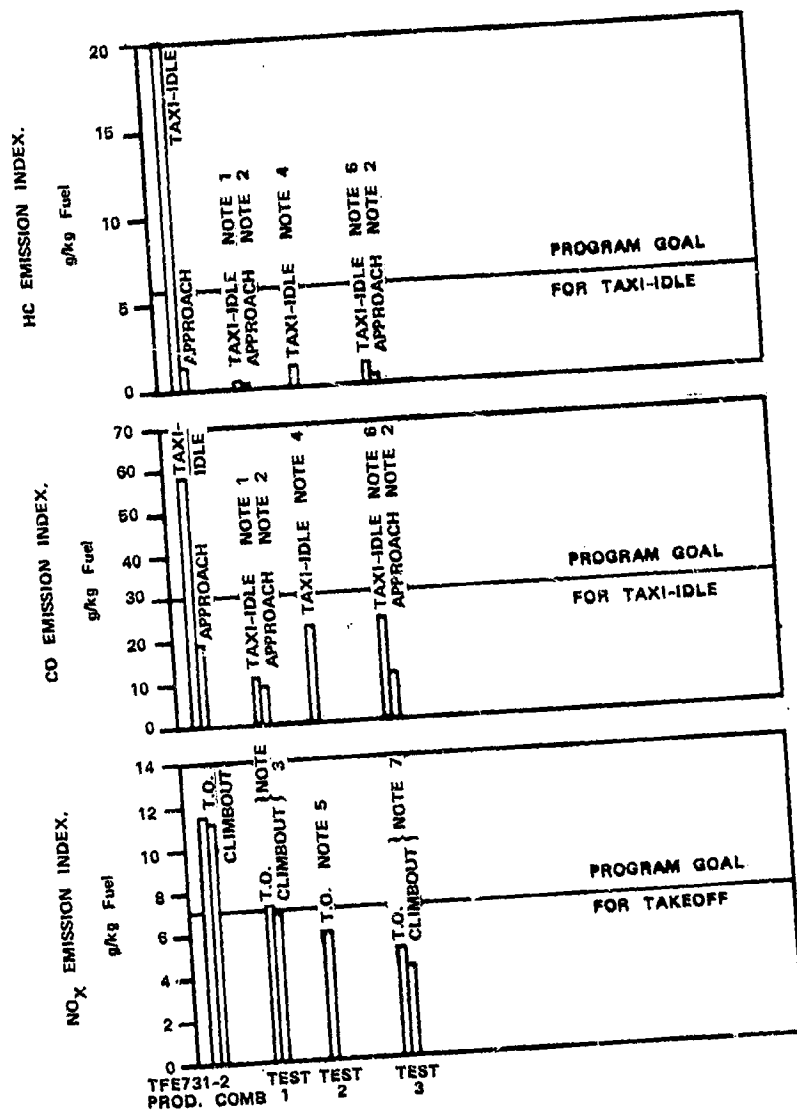 HC EMISSION INDEX.
g/kg Fuel
20
15
10
5
0
TAXI-IDLE
APPROACH
TAXI-IDLE NOTE 1
APPROACH NOTE 2
TAXI-IDLE NOTE 4
TAXI-IDLE NOTE 6
APPROACH NOTE 2
PROGRAM GOAL
FOR TAXI-IDLE
CO EMISSION INDEX.
g/kg Fuel
70
60
50
40
30
20
10
0
TAXI-
IDLE
APPROACH
TAXI-IDLE NOTE 1
APPROACH NOTE 2
TAXI-IDLE NOTE 4
TAXI-IDLE NOTE 6
APPROACH NOTE 2
PROGRAM GOAL
FOR TAXI-IDLE
NOX EMISSION INDEX.
g/kg Fuel
14
12
10
8
6
4
2
0
T.O.
CLIMBOUT
T.O. } NOTE
CLIMBOUT } 3
T.O. NOTE 5
T.O. } NOTE 7
CLIMBOUT }
PROGRAM GOAL
FOR TAKEOFF
TFE731-2
PROD. COMB
TEST
1
TEST
2
TEST
3